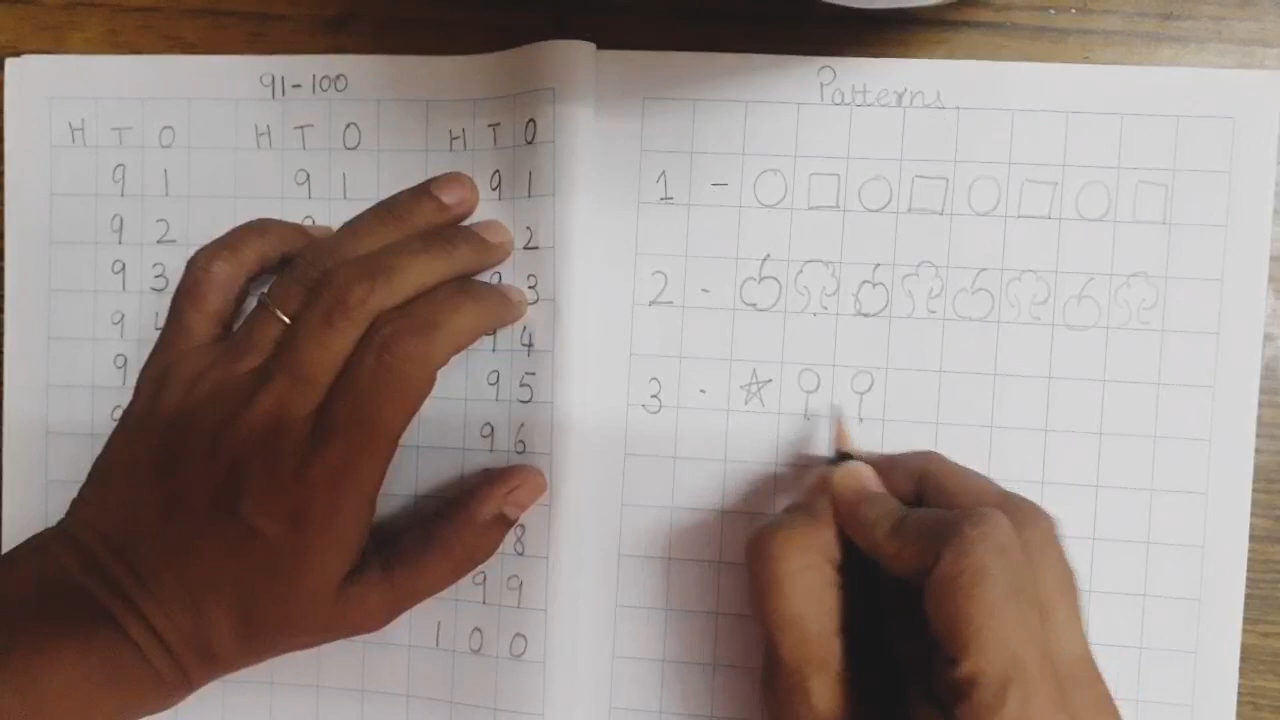 91-100
H T O H T O H T O
9 1 9 1 9 1
9 2 2
9 3 3
9 4
9 9 5
9 6
8
9 9
1 0 0
Patterns.
1 -
2 -
3 -